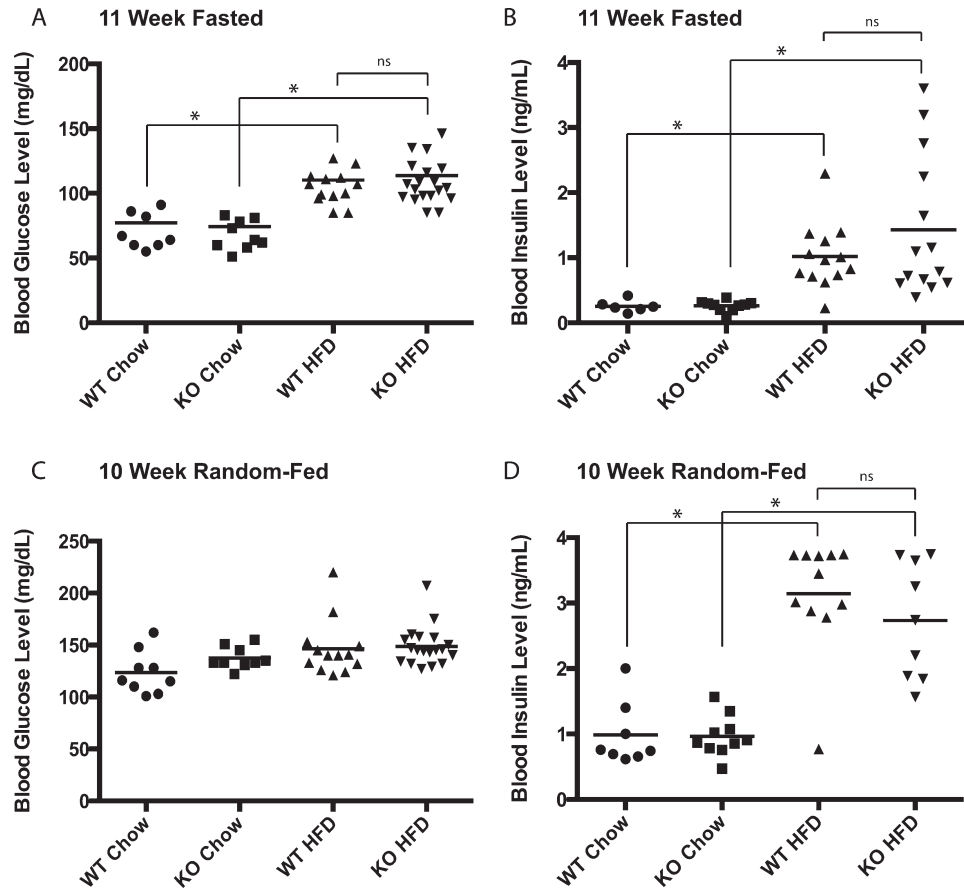 A 11 Week Fasted
Blood Glucose Level (mg/dL)
200
150
100
50
0
*
*
ns
WT Chow
KO Chow
WT HFD
KO HFD
B 11 Week Fasted
Blood Insulin Level (ng/mL)
4
3
2
1
0
*
*
ns
WT Chow
KO Chow
WT HFD
KO HFD
C 10 Week Random-Fed
Blood Glucose Level (mg/dL)
250
200
150
100
50
0
WT Chow
KO Chow
WT HFD
KO HFD
D 10 Week Random-Fed
Blood Insulin Level (ng/mL)
4
3
2
1
0
*
*
ns
WT Chow
KO Chow
WT HFD
KO HFD